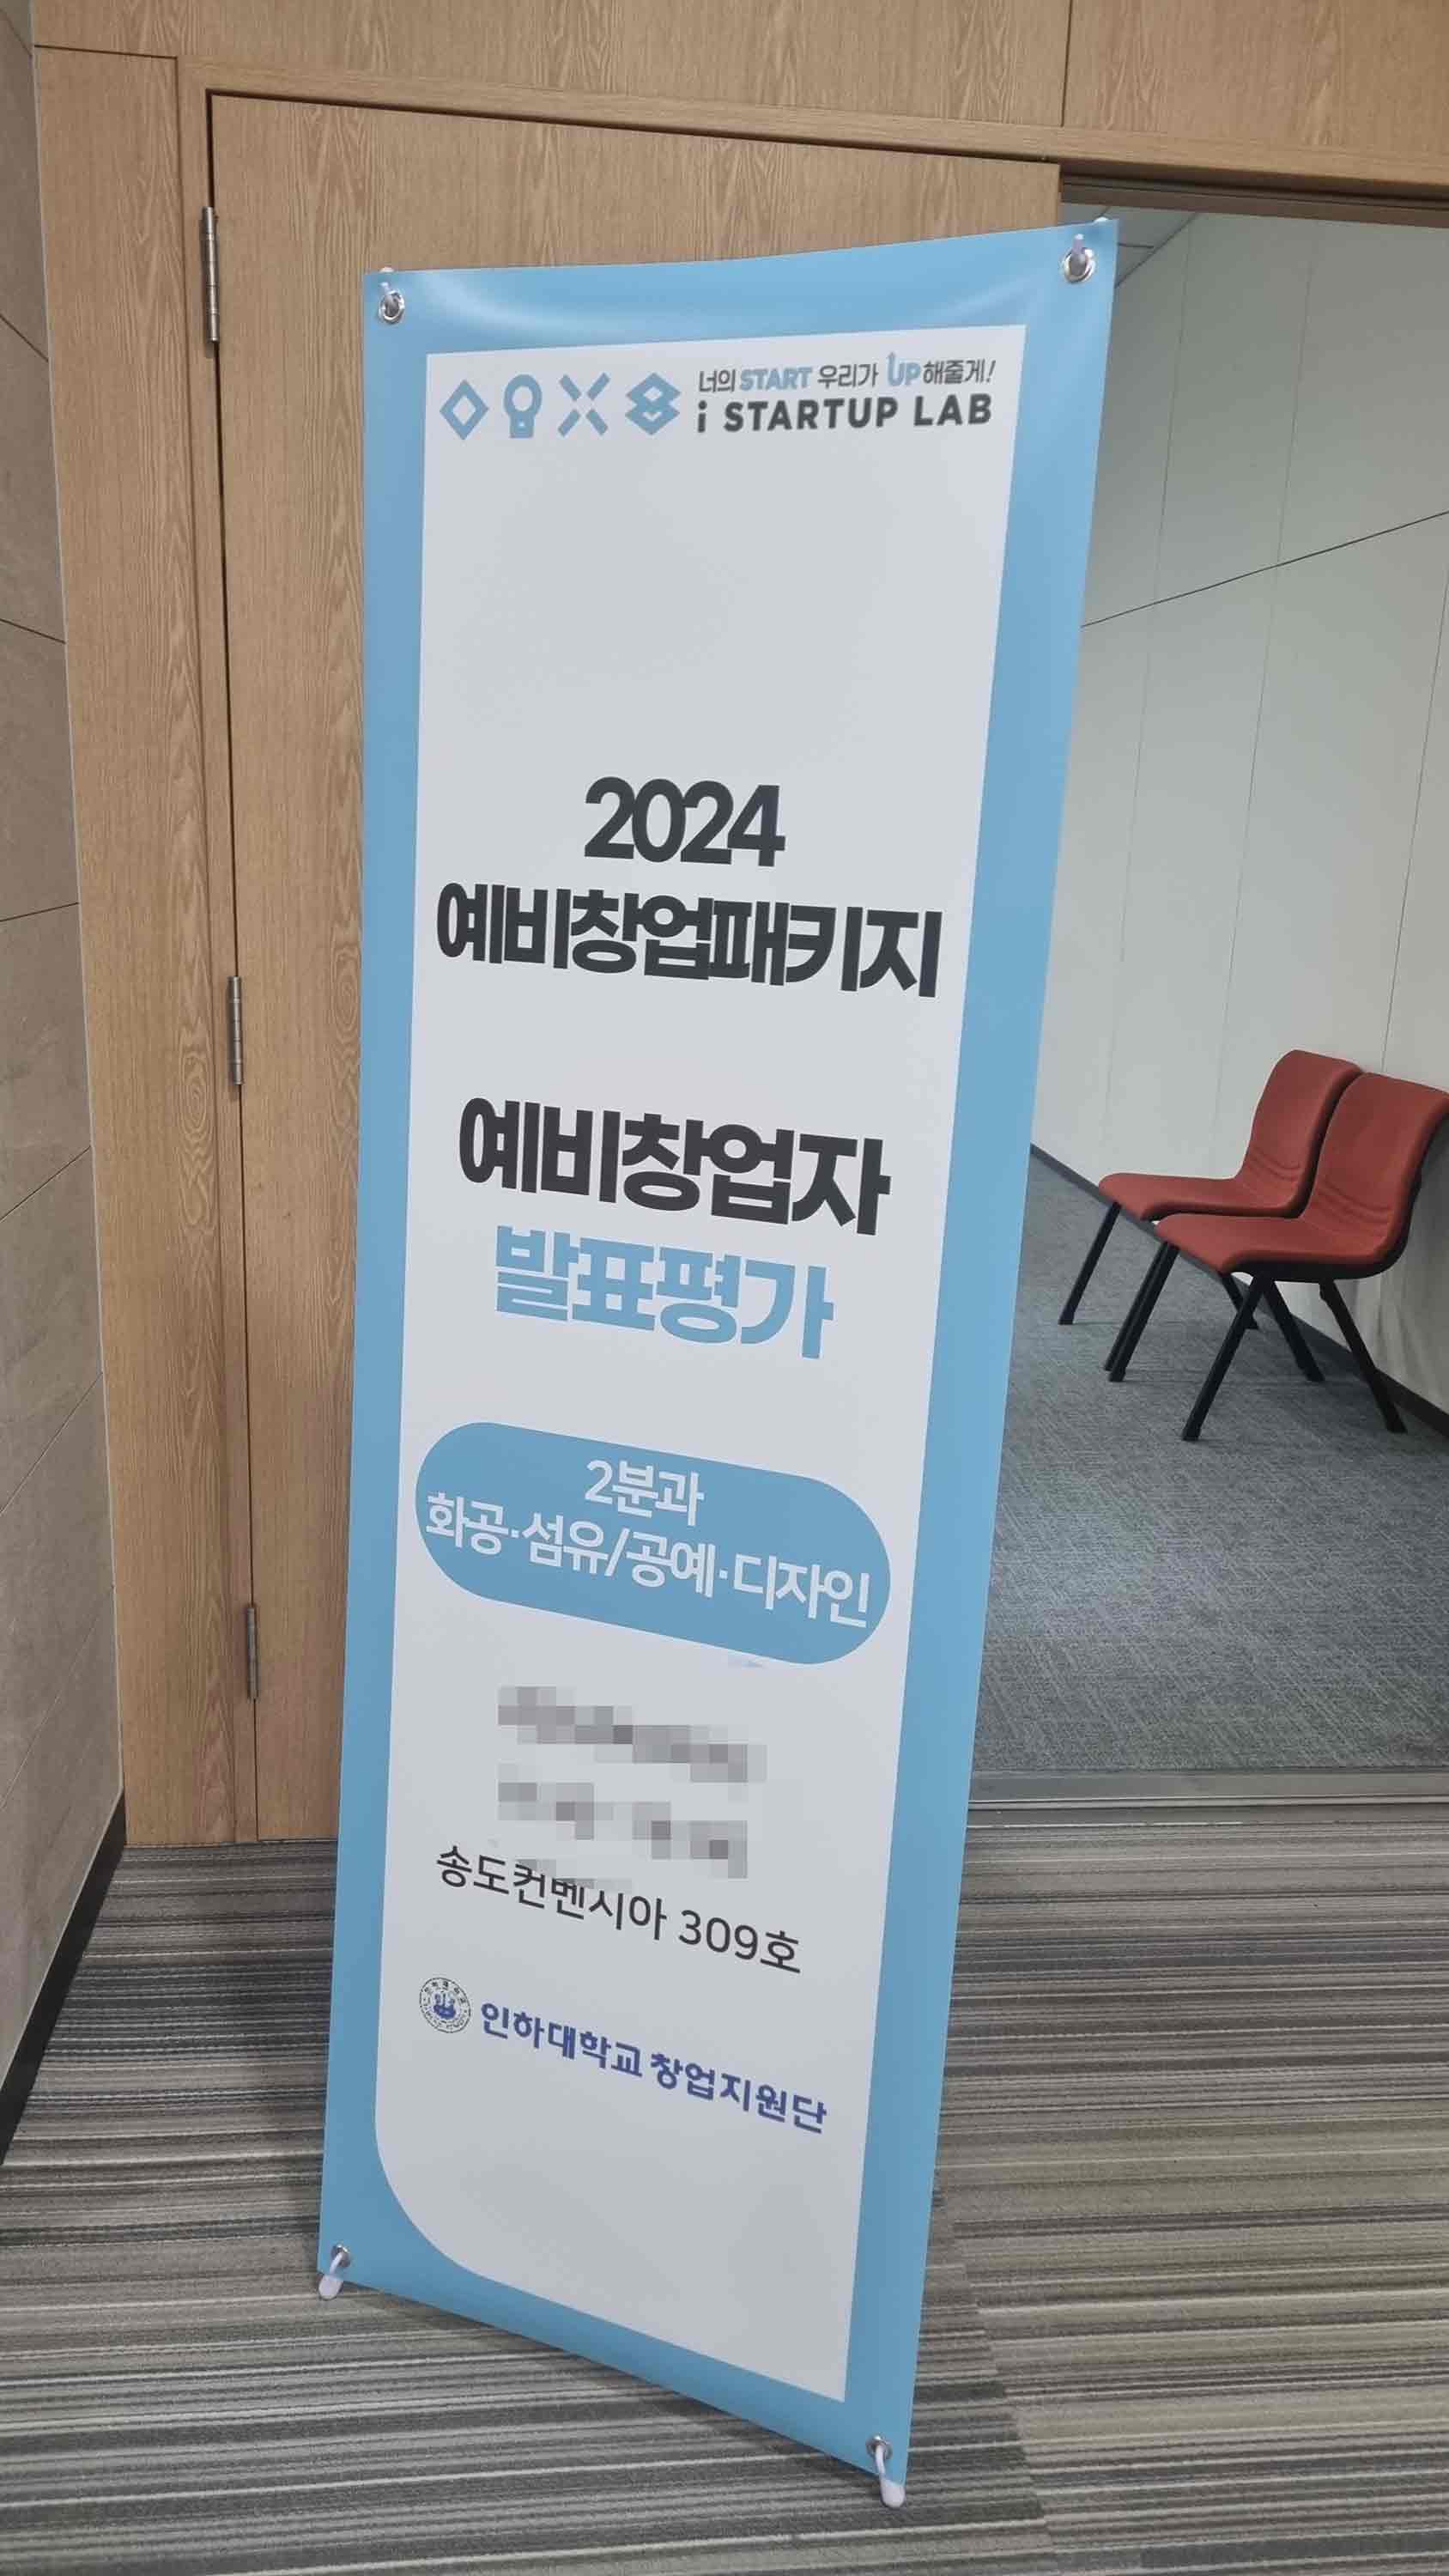 너의 START 우리가 UP 해줄게!
i STARTUP LAB
2024
예비창업패키지
예비창업자
발표평가
2분과
화공·섬유/공예·디자인
송도컨벤시아 309호
인하대학교 창업지원단